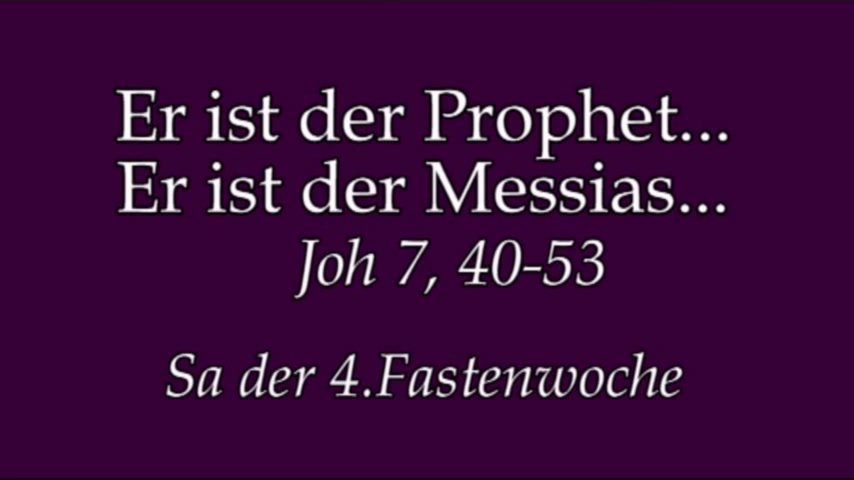 Er ist der Prophet...
Er ist der Messias...
Joh 7, 40-53
Sa der 4.Fastenwoche